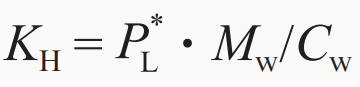 K_H = P_L^* · M_w/C_w